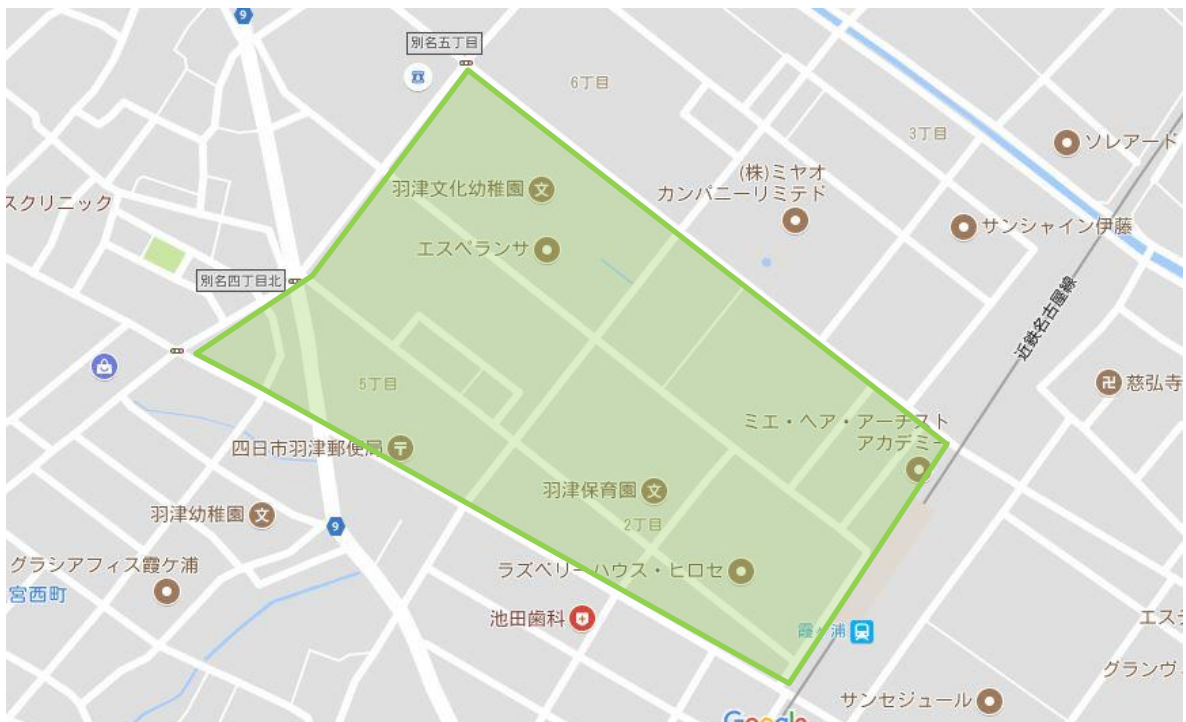 9
別名五丁目
6丁目
3丁目
ソレアード
(株)ミヤオ
カンパニーリミテド
羽津文化幼稚園
スクリニック
サンシャイン伊藤
エスペランサ
別名四丁目北
近鉄名古屋線
5丁目
慈弘寺
ミエ・ヘア・アーチスト
アカデミー
四日市羽津郵便局
羽津保育園
羽津幼稚園
2丁目
9
グラシアフィス霞ケ浦
ラズベリーハウス・ヒロセ
宮西町
池田歯科
霞ヶ浦
エステ
グランヴィ
サンセジュール
Google